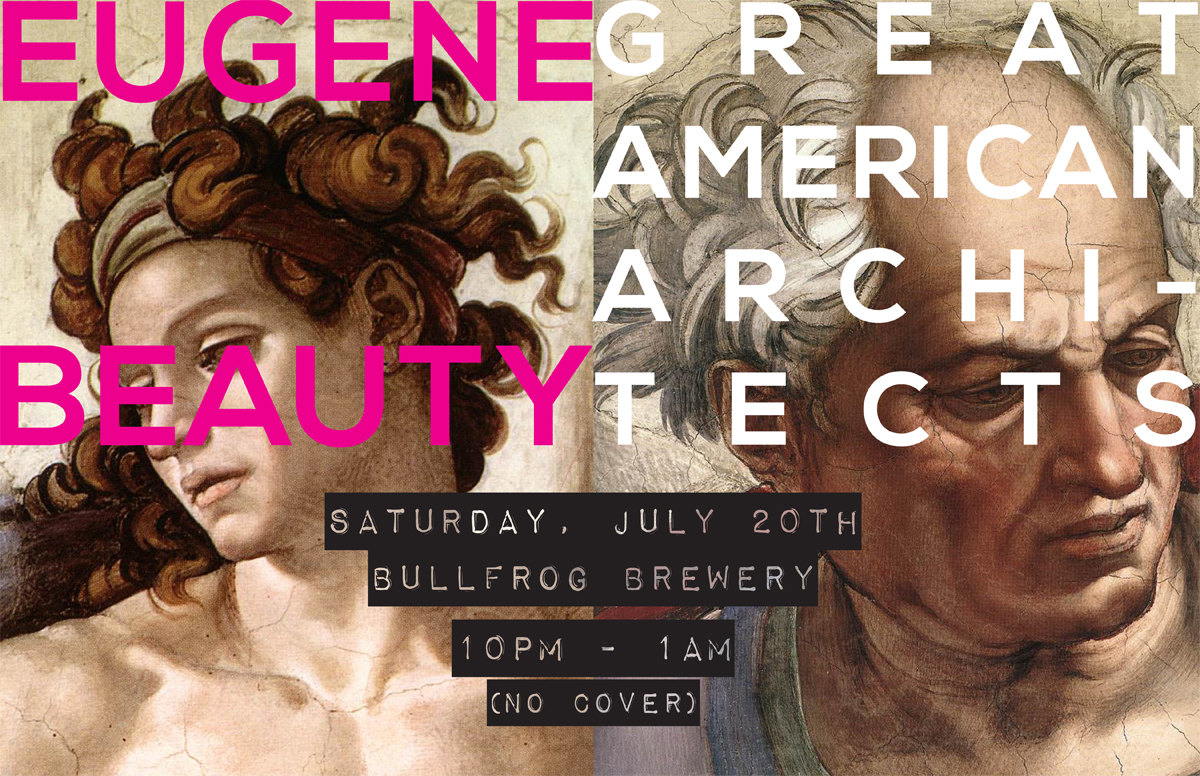 EUGENE
BEAUTY
GREAT
AMERICAN
ARCHI-
TECTS
SATURDAY, JULY 20TH
BULLFROG BREWERY
10PM - 1AM
(NO COVER)